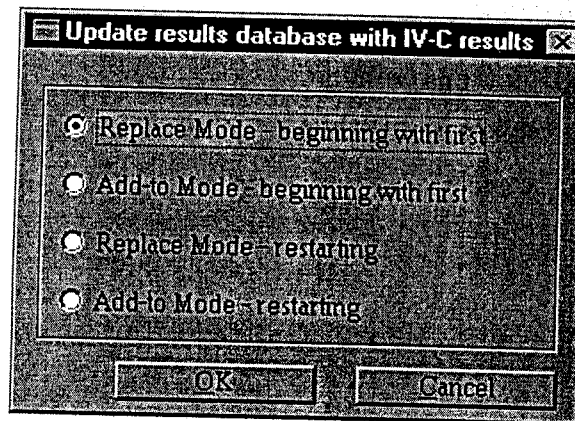 Update results database with IV-C results
Replace Mode - beginning with first
Add-to Mode - beginning with first
Replace Mode - restarting
Add-to Mode - restarting
OK
Cancel